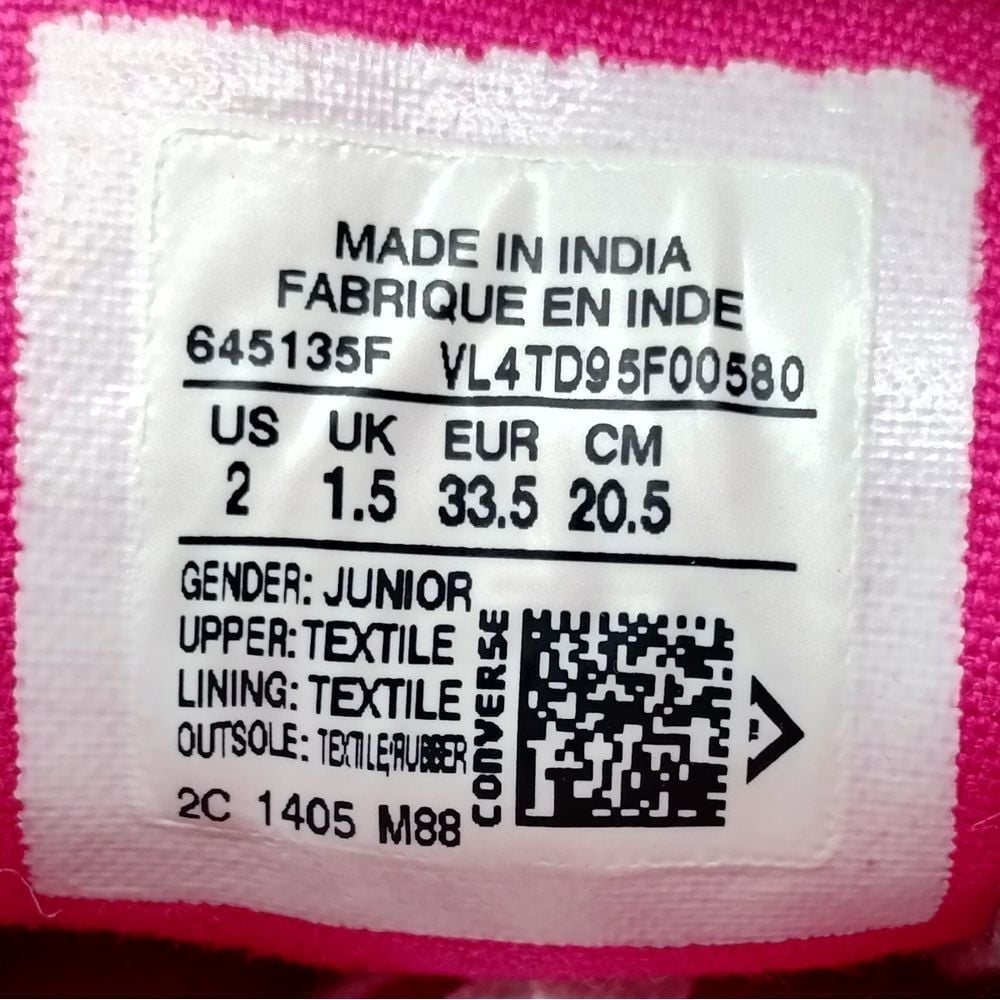 MADE IN INDIA
FABRIQUE EN INDE
645135F VL4TD95F00580
US UK EUR CM
2 1.5 33.5 20.5
GENDER: JUNIOR
UPPER: TEXTILE
LINING: TEXTILE
OUTSOLE: TEXTILE/RUBBER
2C 1405 M88
CONVERSE
TM